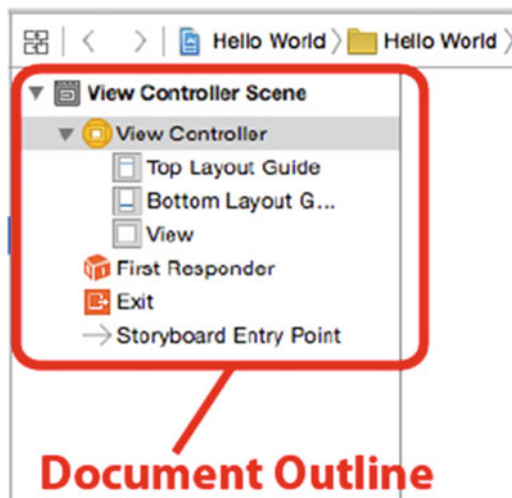 Hello World Hello World
View Controller Scene
View Controller
Top Layout Guide
Bottom Layout G...
View
First Responder
Exit
Storyboard Entry Point
Document Outline